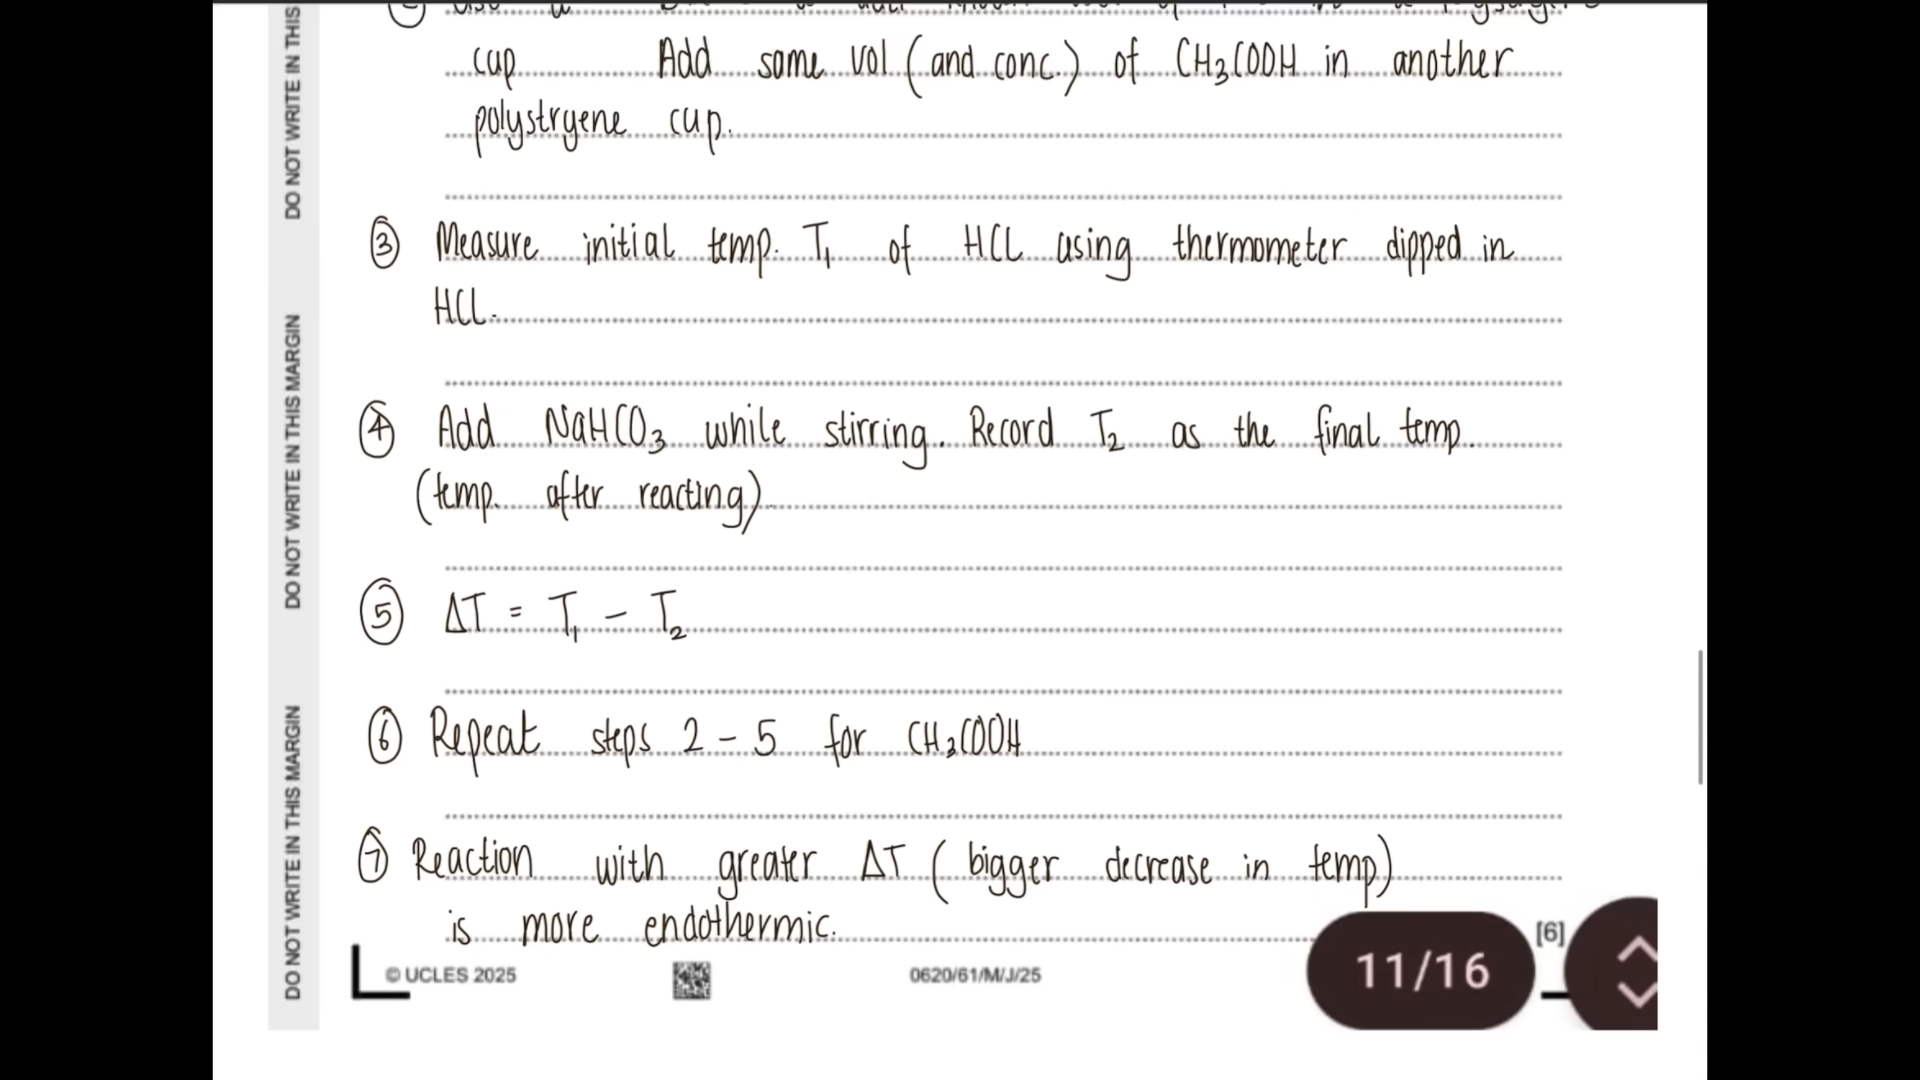 cup Add same vol (and conc.) of CH₃COOH in another
polystryene cup.
③ Measure initial temp. T₁ of HCl using thermometer dipped in
HCl.
④ Add NaHCO₃ while stirring. Record T₂ as the final temp.
(temp. after reacting)
⑤ ΔT = T₁ - T₂
⑥ Repeat steps 2 - 5 for CH₃COOH
⑦ Reaction with greater ΔT (bigger decrease in temp)
is more endothermic.
[6]
© UCLES 2025
0620/61/M/J/25
11/16
DO NOT WRITE IN THIS
DO NOT WRITE IN THIS MARGIN
DO NOT WRITE IN THIS MARGIN